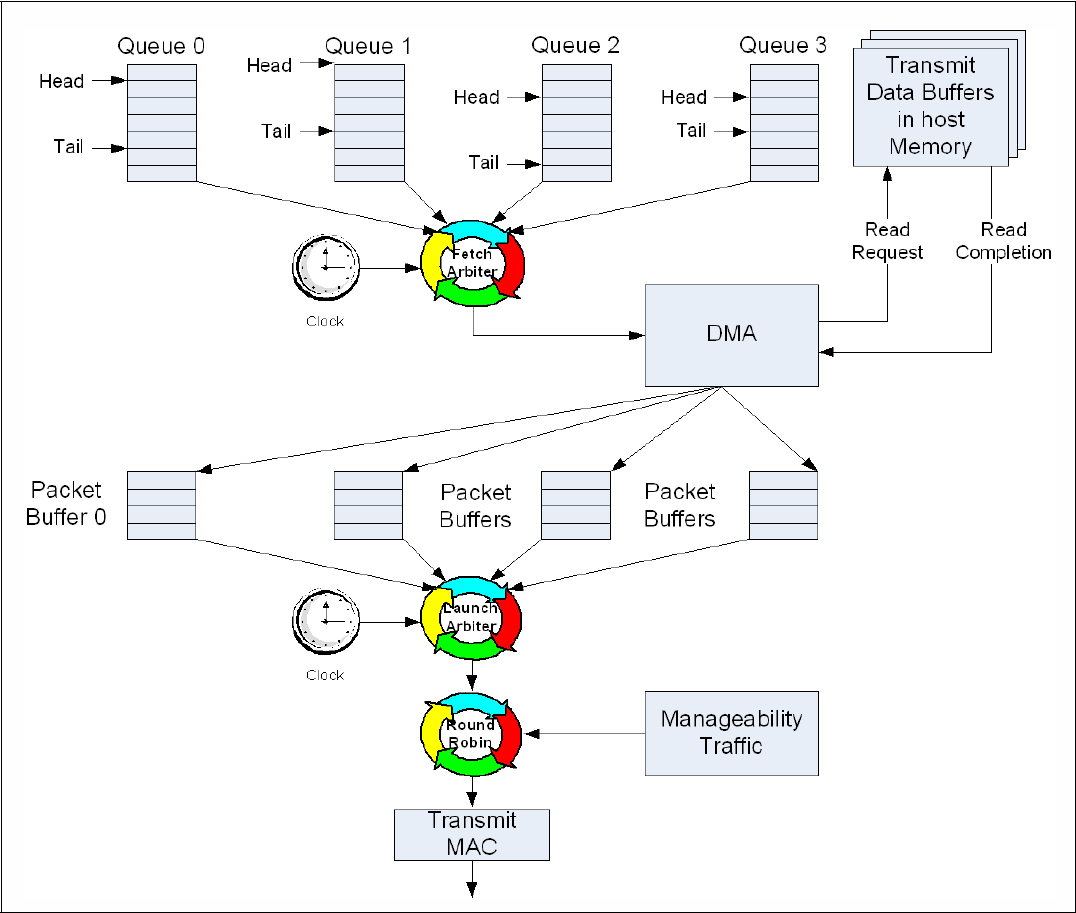 Queue 0
Queue 1
Queue 2
Queue 3
Head
Tail
Head
Tail
Head
Tail
Head
Tail
Transmit
Data Buffers
in host
Memory
Fetch
Arbiter
Clock
Read
Request
Read
Completion
DMA
Packet
Buffer 0
Packet
Buffers
Packet
Buffers
Launch
Arbiter
Clock
Round
Robin
Manageability
Traffic
Transmit
MAC